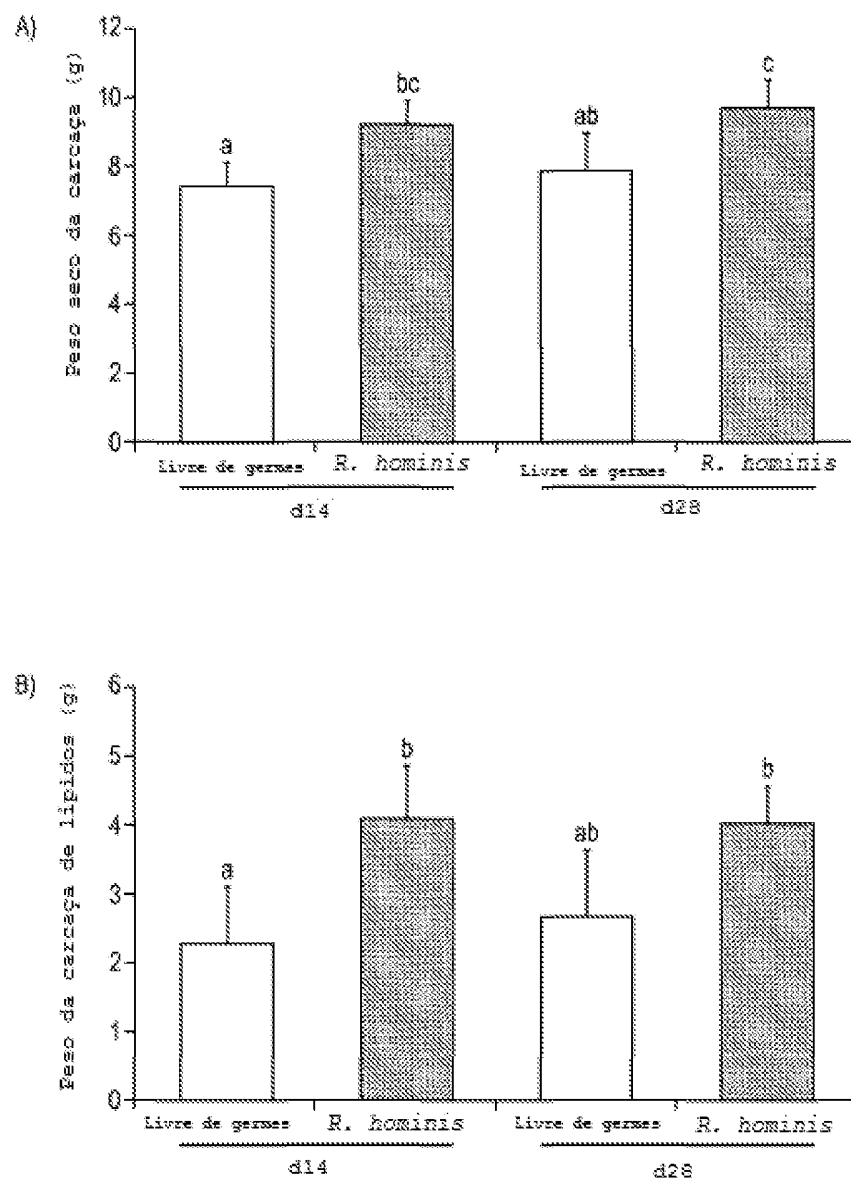 A)
Peso seco da carcaça (g)
12
10
8
6
4
2
0
a
bc
ab
c
Livre de germes
R. hominis
Livre de germes
R. hominis
d14
d28
B)
Peso da carcaça de lípidos (g)
6
5
4
3
2
1
0
a
b
ab
b
Livre de germes
R. hominis
Livre de germes
R. hominis
d14
d28